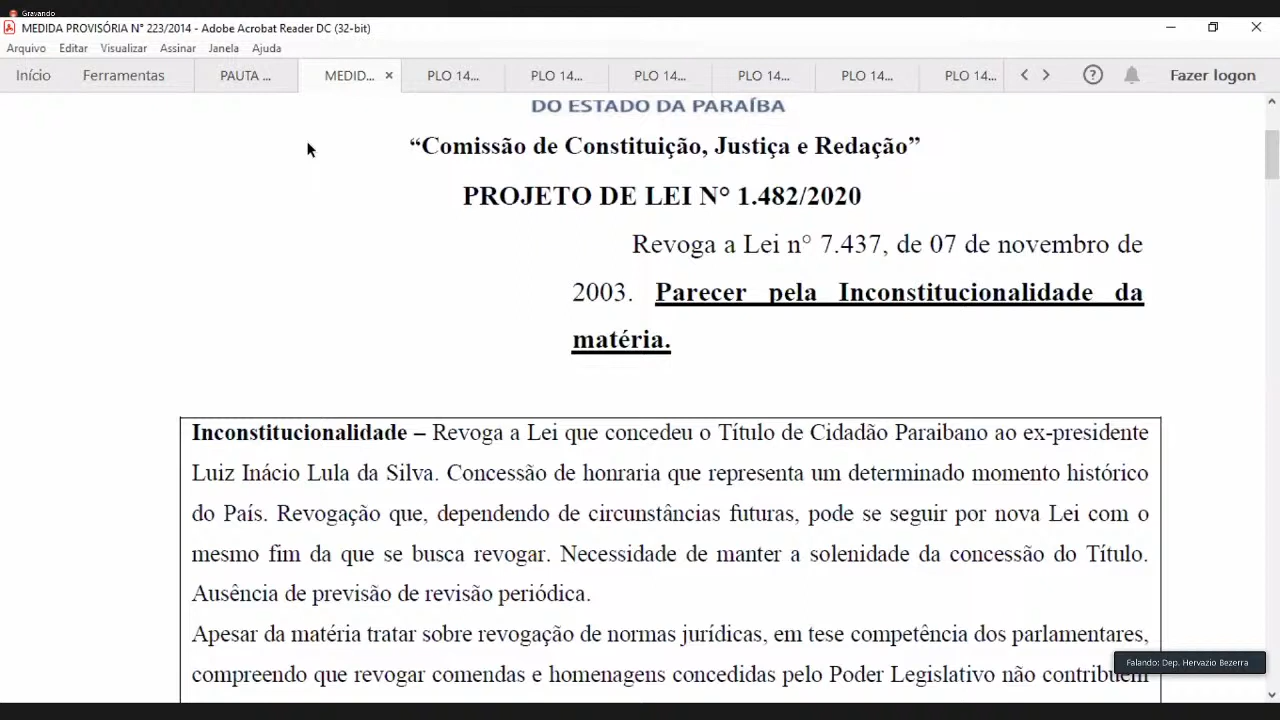 Gravando
MEDIDA PROVISÓRIA N° 223/2014 - Adobe Acrobat Reader DC (32-bit)
Arquivo Editar Visualizar Assinar Janela Ajuda
Início Ferramentas PAUTA ... MEDID... × PLO 14... PLO 14... PLO 14... PLO 14... PLO 14... PLO 14... Fazer logon
DO ESTADO DA PARAÍBA
“Comissão de Constituição, Justiça e Redação”
PROJETO DE LEI N° 1.482/2020
Revoga a Lei n° 7.437, de 07 de novembro de
2003. Parecer pela Inconstitucionalidade da
matéria.
Inconstitucionalidade – Revoga a Lei que concedeu o Título de Cidadão Paraibano ao ex-presidente
Luiz Inácio Lula da Silva. Concessão de honraria que representa um determinado momento histórico
do País. Revogação que, dependendo de circunstâncias futuras, pode se seguir por nova Lei com o
mesmo fim da que se busca revogar. Necessidade de manter a solenidade da concessão do Título.
Ausência de previsão de revisão periódica.
Apesar da matéria tratar sobre revogação de normas jurídicas, em tese competência dos parlamentares,
compreendo que revogar comendas e homenagens concedidas pelo Poder Legislativo não contribuem
Falando: Dep. Hervazio Bezerra